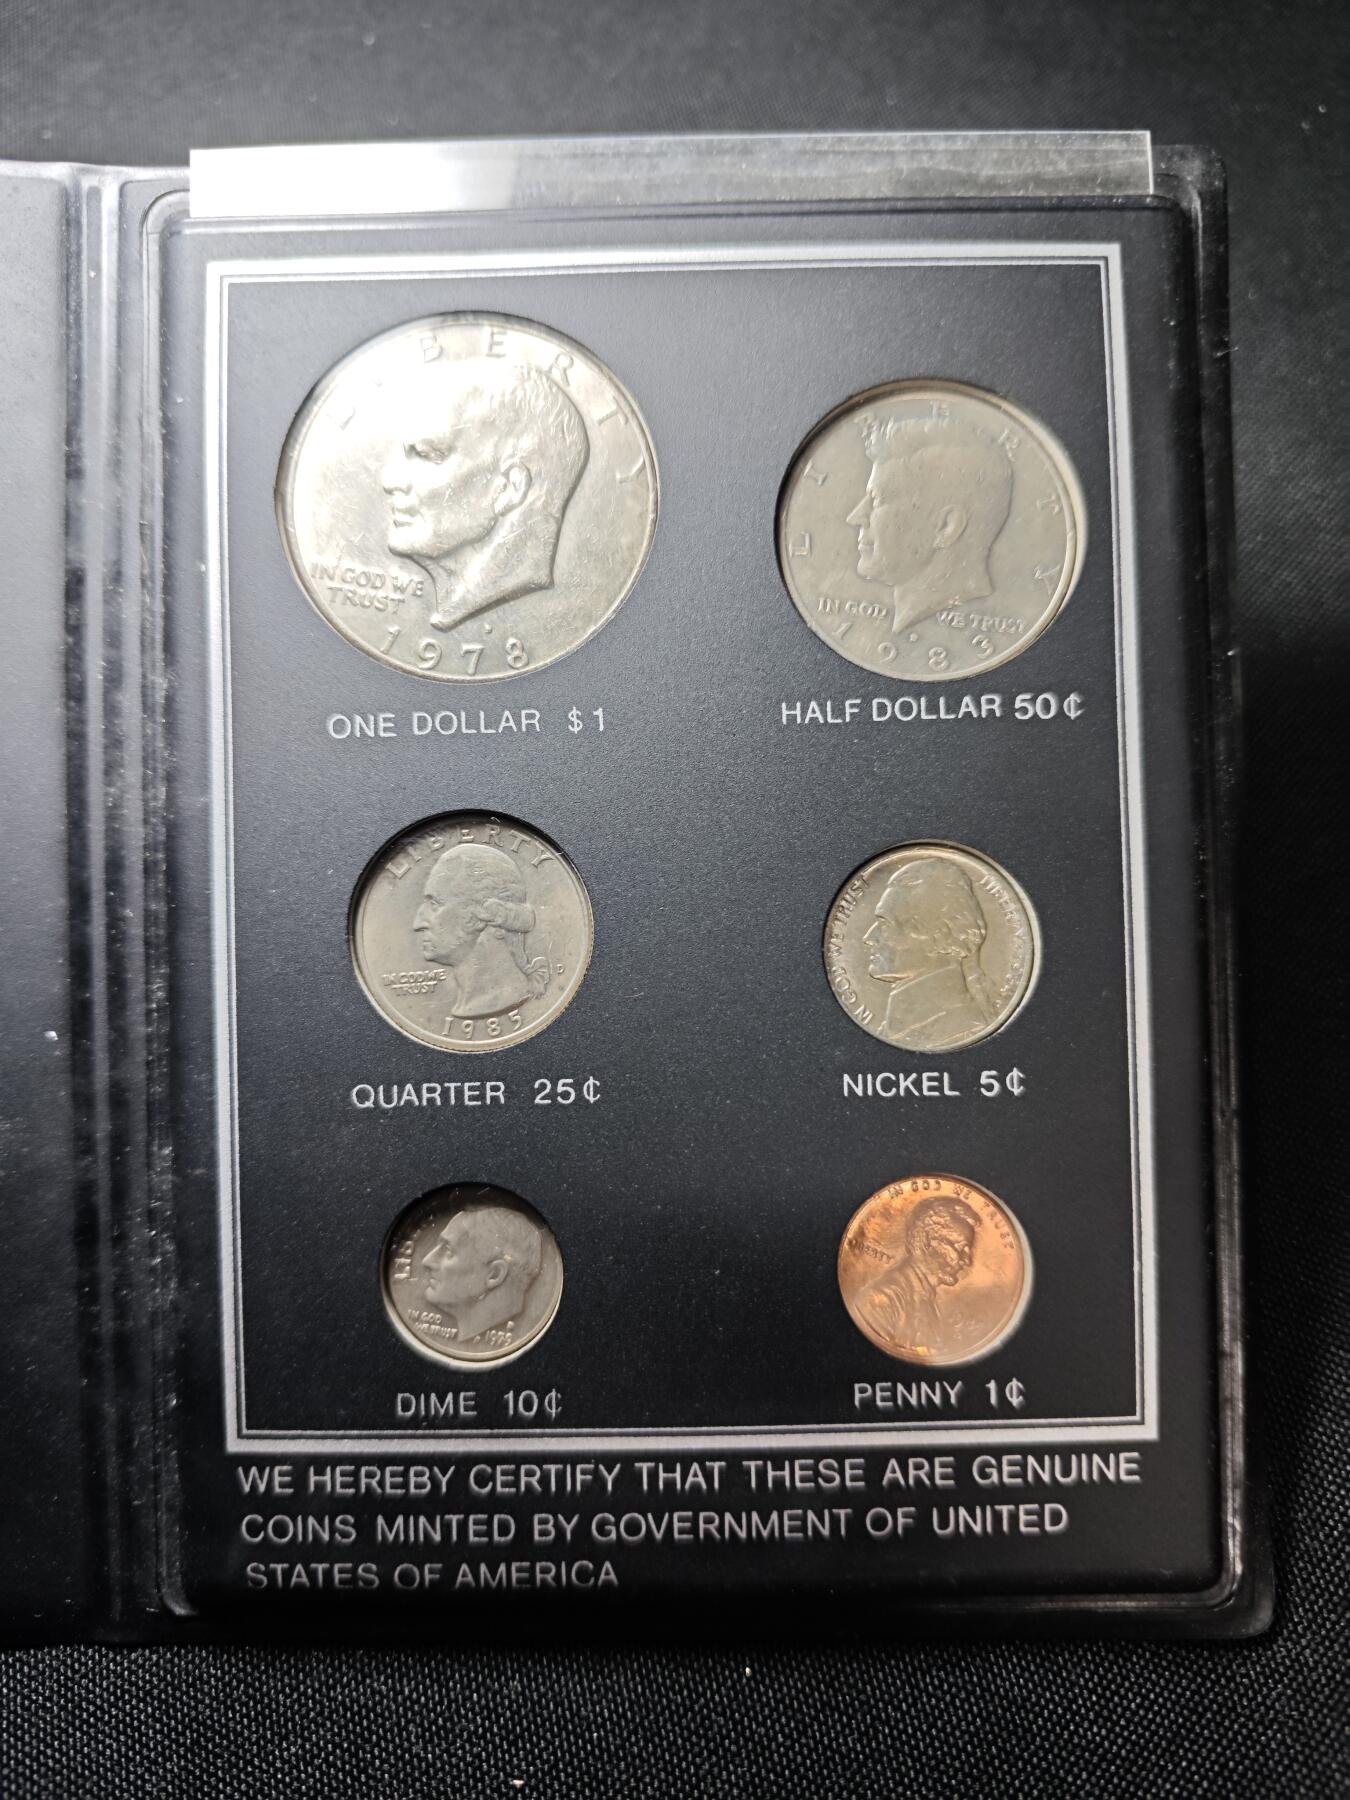 LIBERTY
IN GOD WE
TRUST
1978
ONE DOLLAR $1
LIBERTY
IN GOD WE TRUST
D
1983
HALF DOLLAR 50¢
LIBERTY
IN GOD WE
TRUST
D
1985
QUARTER 25¢
IN GOD WE TRUST
LIBERTY
NICKEL 5¢
IN GOD
WE TRUST
D
1979
DIME 10¢
IN GOD WE TRUST
LIBERTY
PENNY 1¢
WE HEREBY CERTIFY THAT THESE ARE GENUINE
COINS MINTED BY GOVERNMENT OF UNITED
STATES OF AMERICA